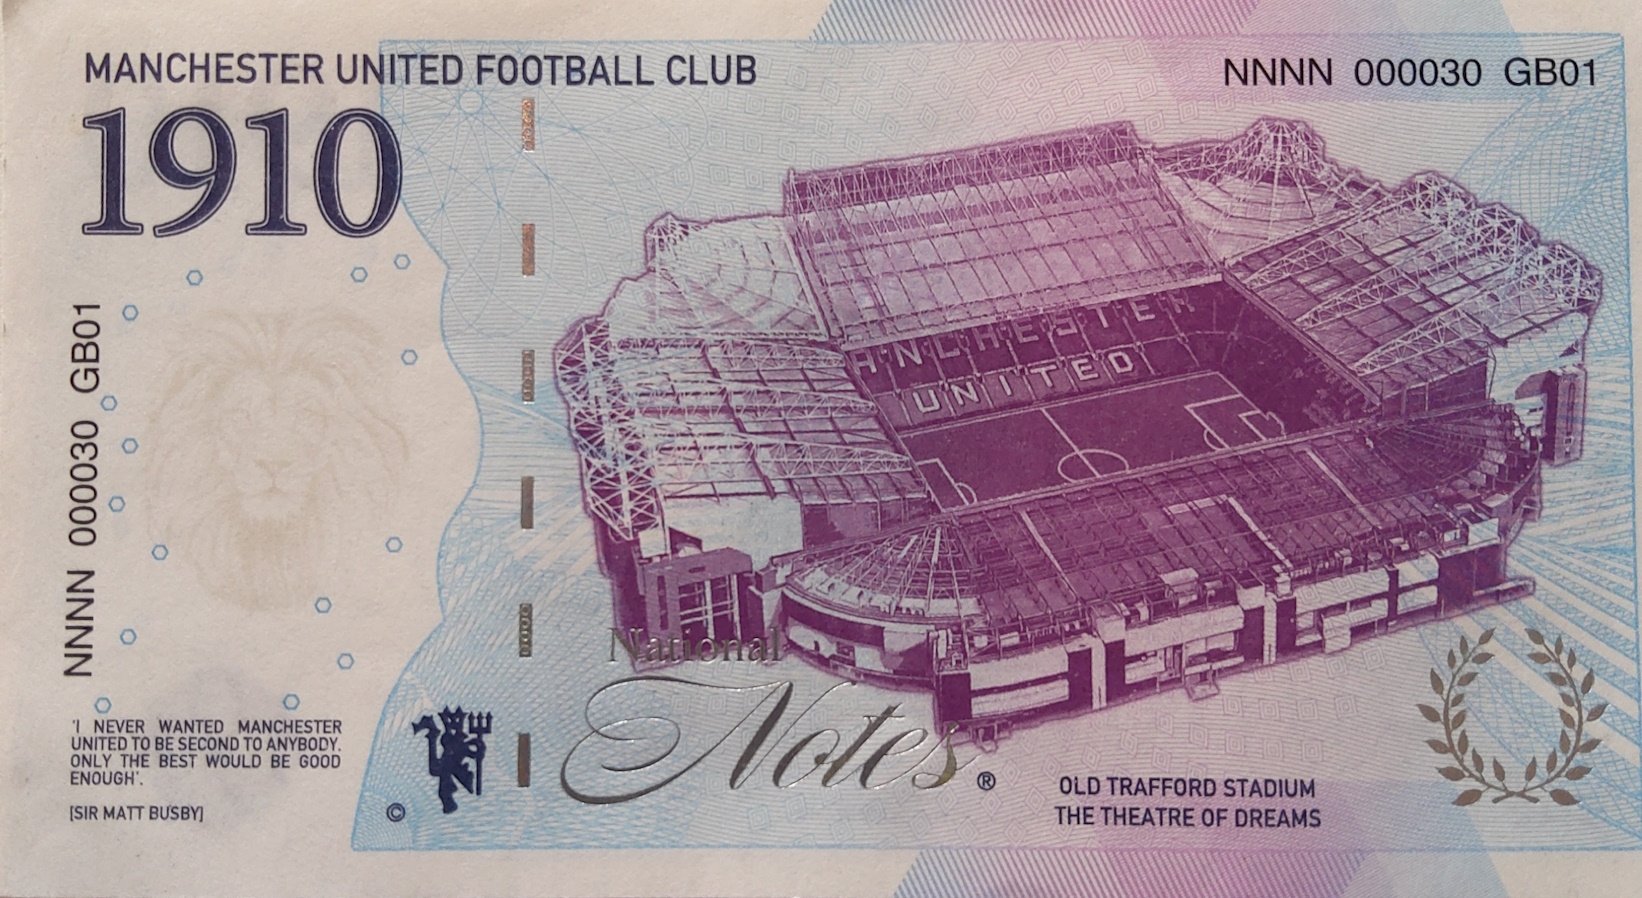 MANCHESTER UNITED FOOTBALL CLUB
NNNN 000030 GB01
1910
NNNN 000030 GB01
ANCHESTER
UNITED
National
Notes®
'I NEVER WANTED MANCHESTER
UNITED TO BE SECOND TO ANYBODY.
ONLY THE BEST WOULD BE GOOD
ENOUGH'.
[SIR MATT BUSBY]
©
OLD TRAFFORD STADIUM
THE THEATRE OF DREAMS